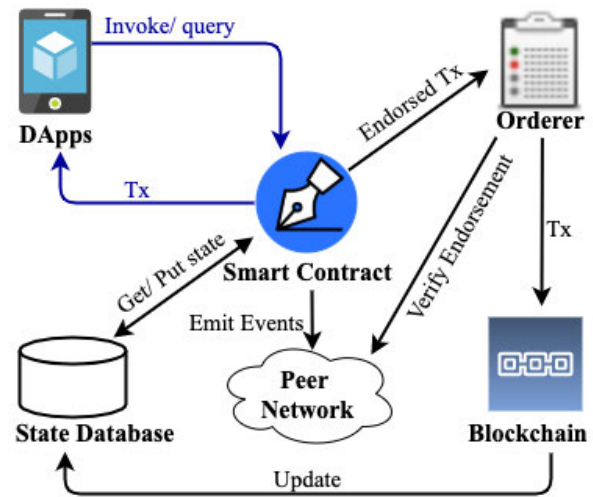 Invoke/ query
DApps
Orderer
Endorsed Tx
Tx
Tx
Verify Endorsement
Smart Contract
Get/ Put state
Emit Events
Peer
Network
State Database
Blockchain
Update